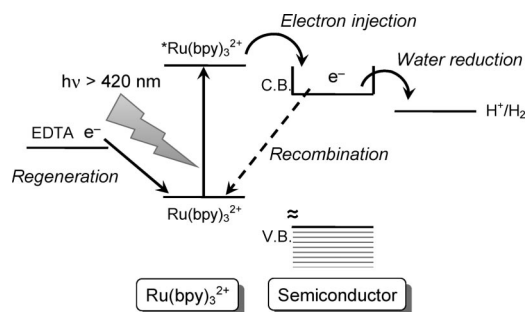 Electron injection
*Ru(bpy)₃²⁺
Water reduction
hν > 420 nm
C.B.
e⁻
H⁺/H₂
EDTA e⁻
Recombination
Regeneration
Ru(bpy)₃²⁺
≈
V.B.
Ru(bpy)₃²⁺
Semiconductor